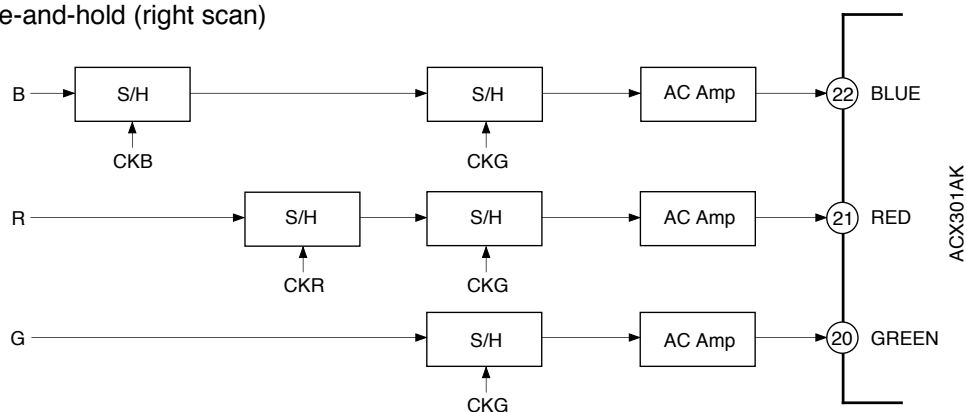 e-and-hold (right scan)
B S/H S/H AC Amp 22 BLUE
CKB CKG
R S/H S/H AC Amp 21 RED
CKR CKG
G S/H AC Amp 20 GREEN
CKG
ACX301AK